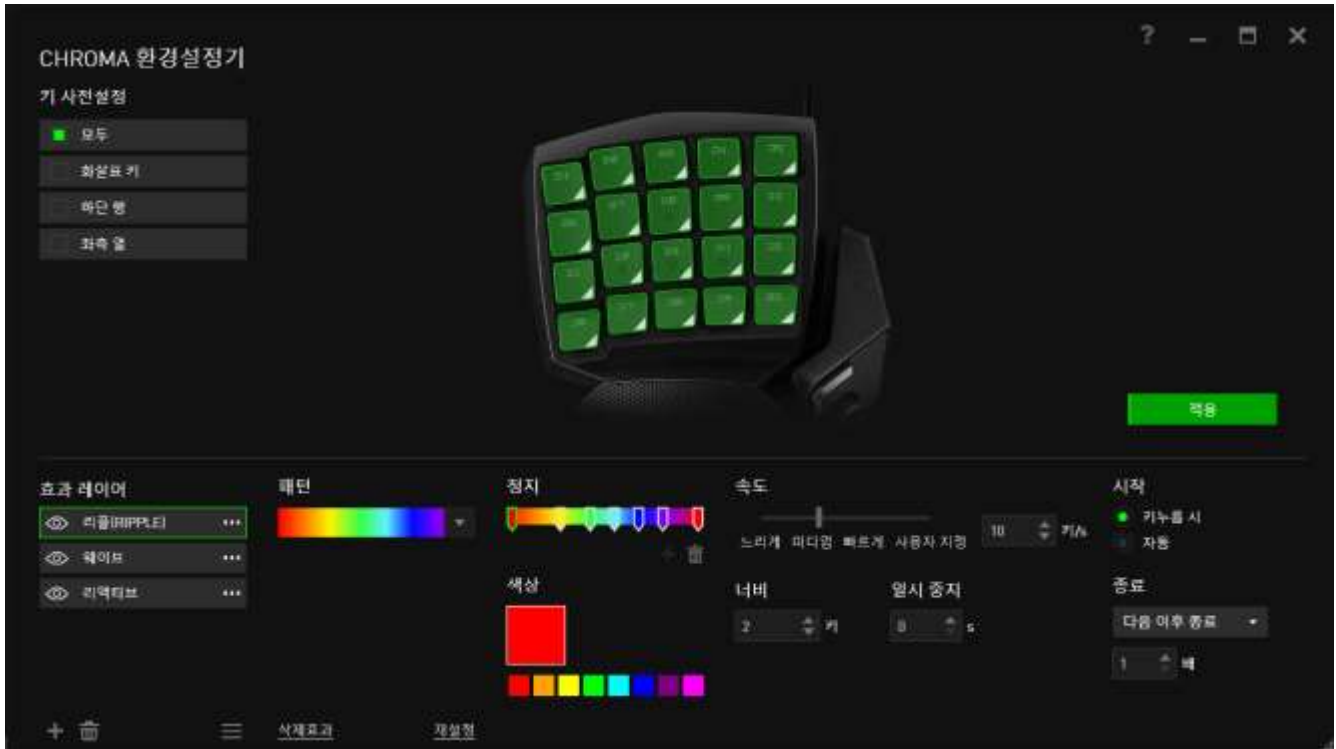 CHROMA 환경설정기
?
키 사전설정
모두
화살표 키
하단 행
좌측 열
적용
효과 레이어
리플(RIPPLE)
웨이브
리액티브
패턴
정지
색상
속도
느리게 미디엄 빠르게 사용자 지정
10 키/s
너비
2 키
일시 중지
0 s
시작
키누름 시
자동
종료
다음 이후 종료
1 배
삭제효과
재설정